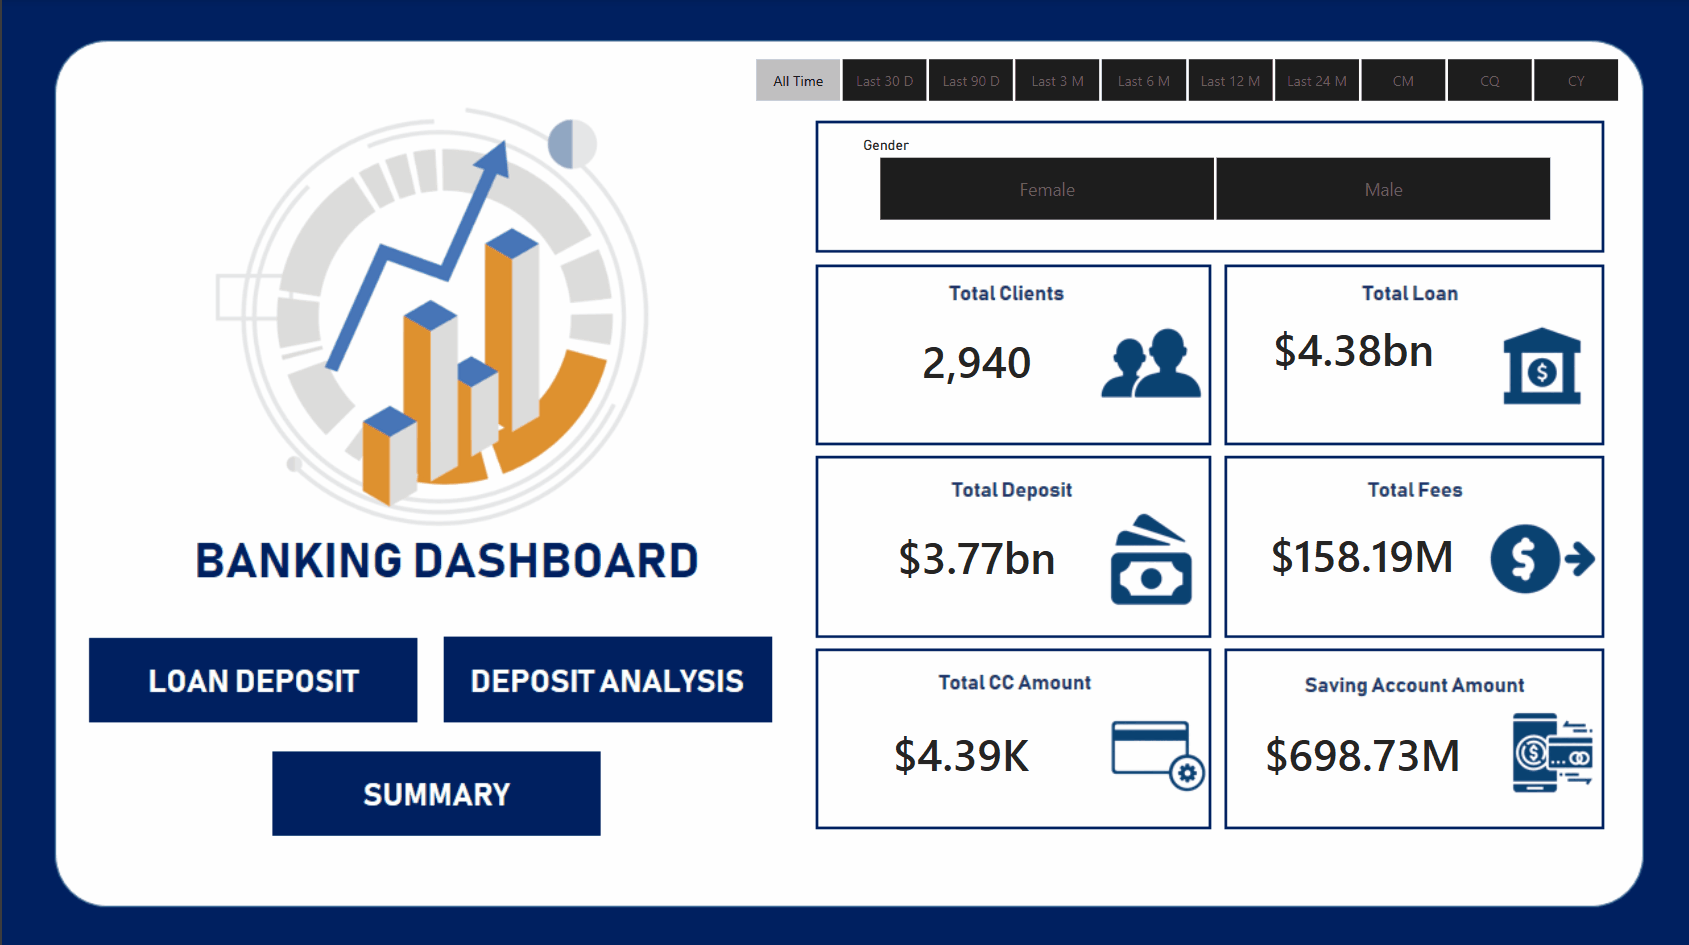 All Time
Last 30 D
Last 90 D
Last 3 M
Last 6 M
Last 12 M
Last 24 M
CM
CQ
CY
Gender
Female
Male
Total Clients
2,940
Total Loan
$4.38bn
Total Deposit
$3.77bn
Total Fees
$158.19M
Total CC Amount
$4.39K
Saving Account Amount
$698.73M
BANKING DASHBOARD
LOAN DEPOSIT
DEPOSIT ANALYSIS
SUMMARY